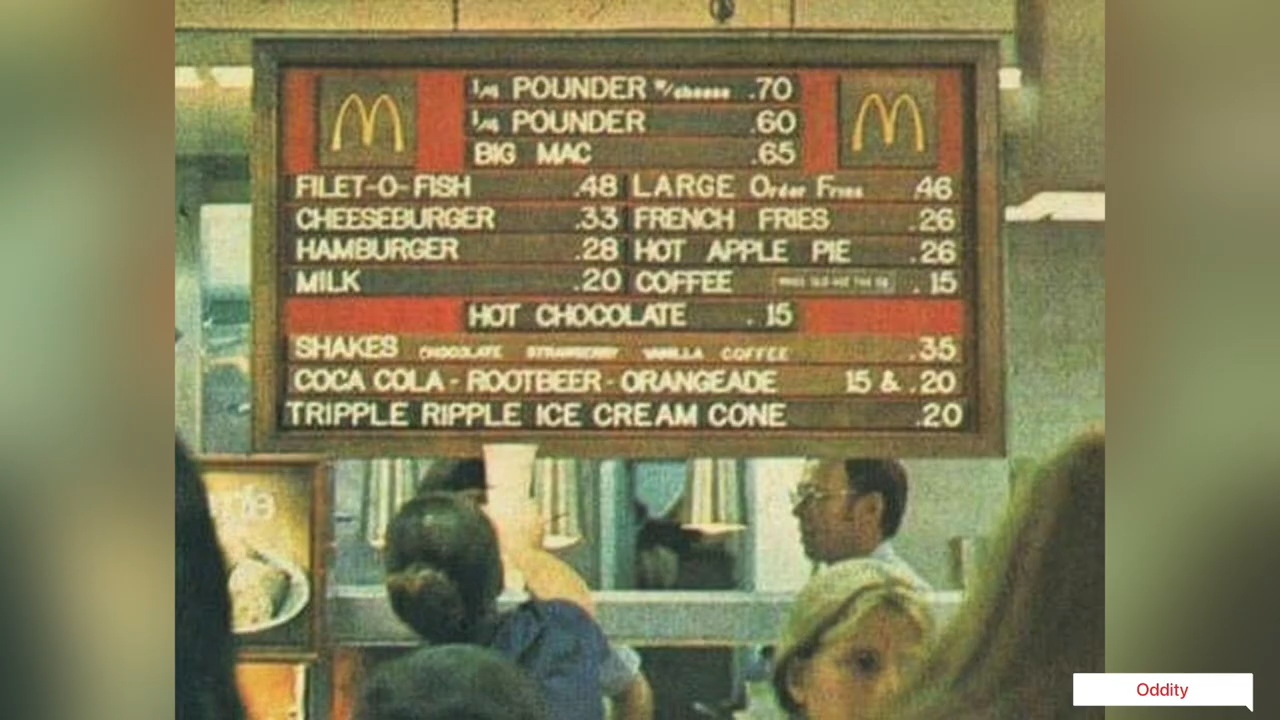 1/4 POUNDER w/cheese .70
1/4 POUNDER .60
BIG MAC .65
FILET-O-FISH .48 LARGE Order Fries .46
CHEESEBURGER .33 FRENCH FRIES .26
HAMBURGER .28 HOT APPLE PIE .26
MILK .20 COFFEE .15
HOT CHOCOLATE .15
SHAKES CHOCOLATE STRAWBERRY VANILLA COFFEE .35
COCA COLA - ROOTBEER - ORANGEADE 15 & .20
TRIPPLE RIPPLE ICE CREAM CONE .20
Oddity